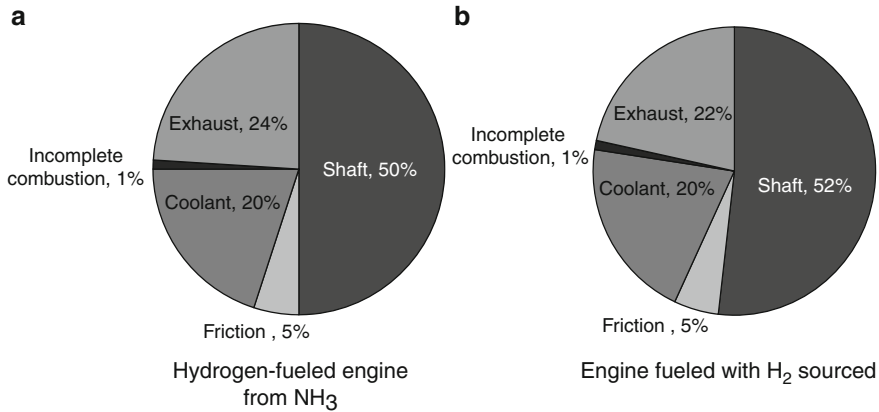 a
Exhaust, 24%
Incomplete
combustion, 1%
Shaft, 50%
Coolant, 20%
Friction , 5%
Hydrogen-fueled engine
from NH3
b
Exhaust, 22%
Incomplete
combustion, 1%
Shaft, 52%
Coolant, 20%
Friction , 5%
Engine fueled with H2 sourced